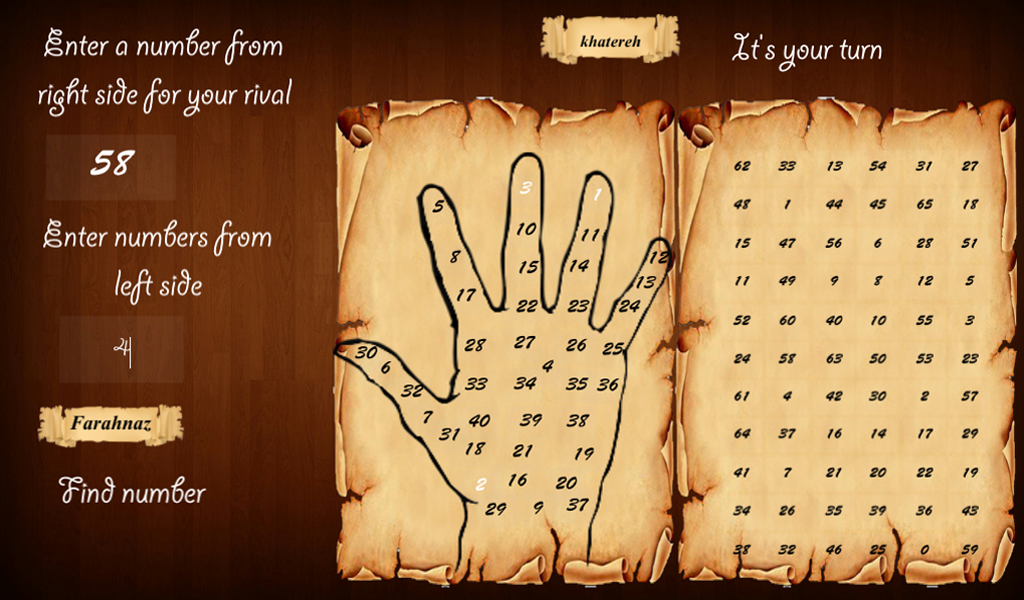 Enter a number from
right side for your rival
58
Enter numbers from
left side
4
Farahnaz
Find number
khatereh
It's your turn
3
1
5
10
11
8
12
15
14
13
17
22
23
24
30
28
27
26
25
6
4
32
33
34
35
36
7
40
39
38
31
18
21
19
2
16
20
29
9
37
62 33 13 54 31 27
48 1 44 45 65 18
15 47 56 6 28 51
11 49 9 8 12 5
52 60 40 10 55 3
24 58 63 50 53 23
61 4 42 30 2 57
64 37 16 14 17 29
41 7 21 20 22 19
34 26 35 39 36 43
38 32 46 25 0 59